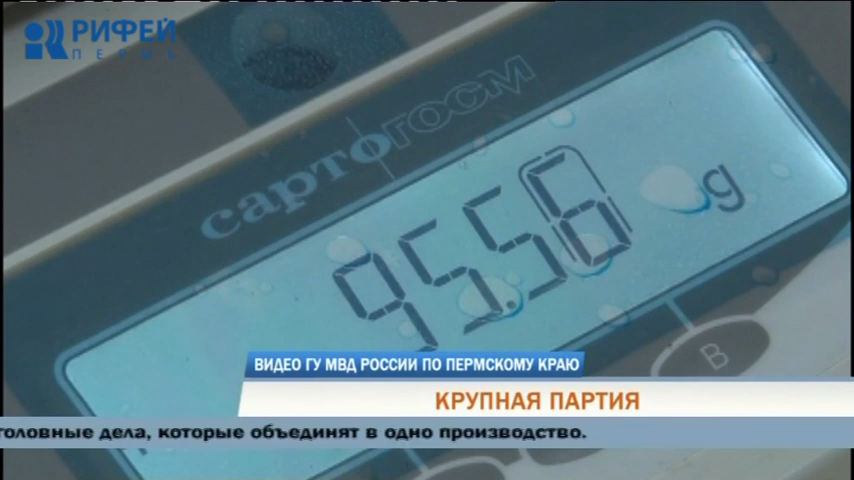 РИФЕЙ
ПЕРМЬ
сартогосм
95.56 g
B
ВИДЕО ГУ МВД РОССИИ ПО ПЕРМСКОМУ КРАЮ
КРУПНАЯ ПАРТИЯ
головные дела, которые объединят в одно производство.